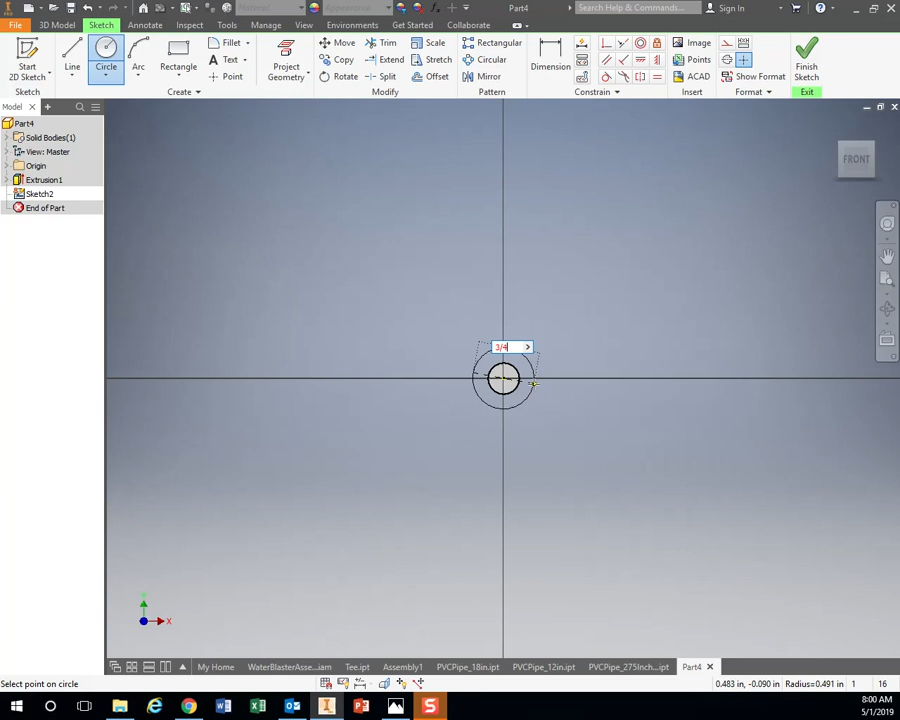 Material
Appearance
Part4
Search Help & Commands...
Sign In
File
3D Model
Sketch
Annotate
Inspect
Tools
Manage
View
Environments
Get Started
Collaborate
Start
2D Sketch
Line
Circle
Arc
Rectangle
Fillet
Text
Point
Project
Geometry
Move
Copy
Rotate
Trim
Extend
Split
Scale
Stretch
Offset
Rectangular
Circular
Mirror
Dimension
Image
Points
ACAD
Show Format
Finish
Sketch
Sketch
Create
Modify
Pattern
Constrain
Insert
Format
Exit
Model
Part4
Solid Bodies(1)
View: Master
Origin
Extrusion1
Sketch2
End of Part
FRONT
3/4
X
My Home
WaterBlasterAsse...iam
Tee.ipt
Assembly1
PVCPipe_18in.ipt
PVCPipe_12in.ipt
PVCPipe_275Inch...ipt
Part4
Select point on circle
0.483 in, -0.090 in
Radius=0.491 in
1
16
8:00 AM
5/1/2019